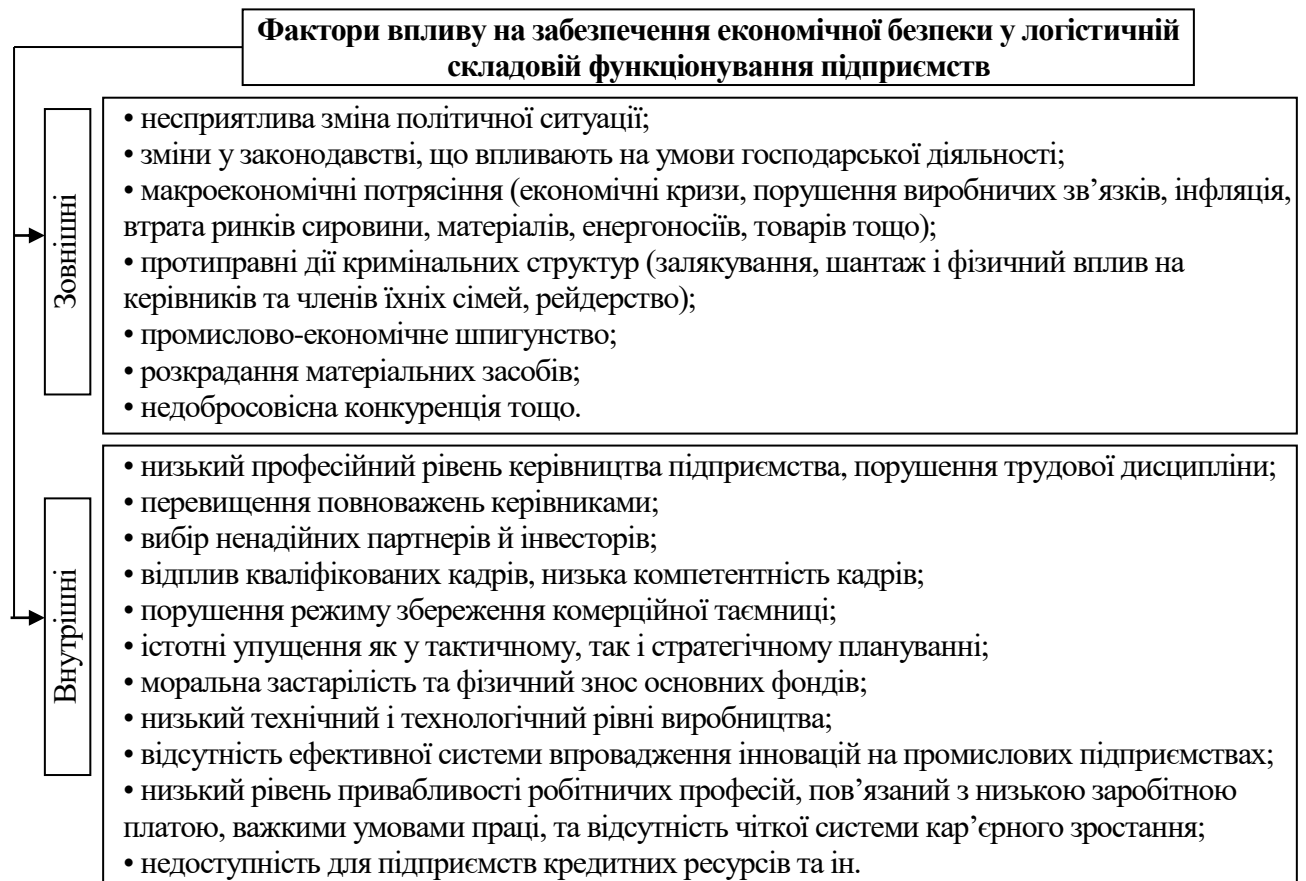 Фактори впливу на забезпечення економічної безпеки у логістичній
складовій функціонування підприємств
Зовнішні
• несприятлива зміна політичної ситуації;
• зміни у законодавстві, що впливають на умови господарської діяльності;
• макроекономічні потрясіння (економічні кризи, порушення виробничих зв’язків, інфляція,
втрата ринків сировини, матеріалів, енергоносіїв, товарів тощо);
• протиправні дії кримінальних структур (залякування, шантаж і фізичний вплив на
керівників та членів їхніх сімей, рейдерство);
• промислово-економічне шпигунство;
• розкрадання матеріальних засобів;
• недобросовісна конкуренція тощо.
Внутрішні
• низький професійний рівень керівництва підприємства, порушення трудової дисципліни;
• перевищення повноважень керівниками;
• вибір ненадійних партнерів й інвесторів;
• відплив кваліфікованих кадрів, низька компетентність кадрів;
• порушення режиму збереження комерційної таємниці;
• істотні упущення як у тактичному, так і стратегічному плануванні;
• моральна застарілість та фізичний знос основних фондів;
• низький технічний і технологічний рівні виробництва;
• відсутність ефективної системи впровадження інновацій на промислових підприємствах;
• низький рівень привабливості робітничих професій, пов’язаний з низькою заробітною
платою, важкими умовами праці, та відсутність чіткої системи кар’єрного зростання;
• недоступність для підприємств кредитних ресурсів та ін.